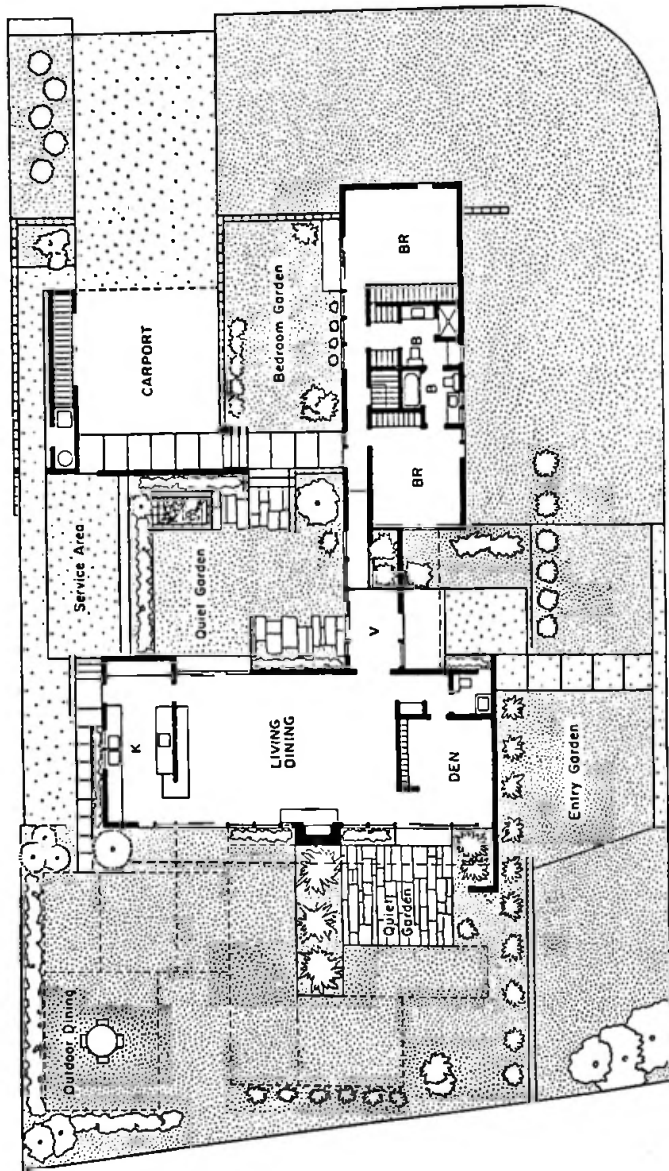 Outdoor Dining
Service Area
CARPORT
K
Quiet Garden
Bedroom Garden
LIVING
DINING
V
Quiet
Garden
DEN
BR
B
B
BR
Entry Garden